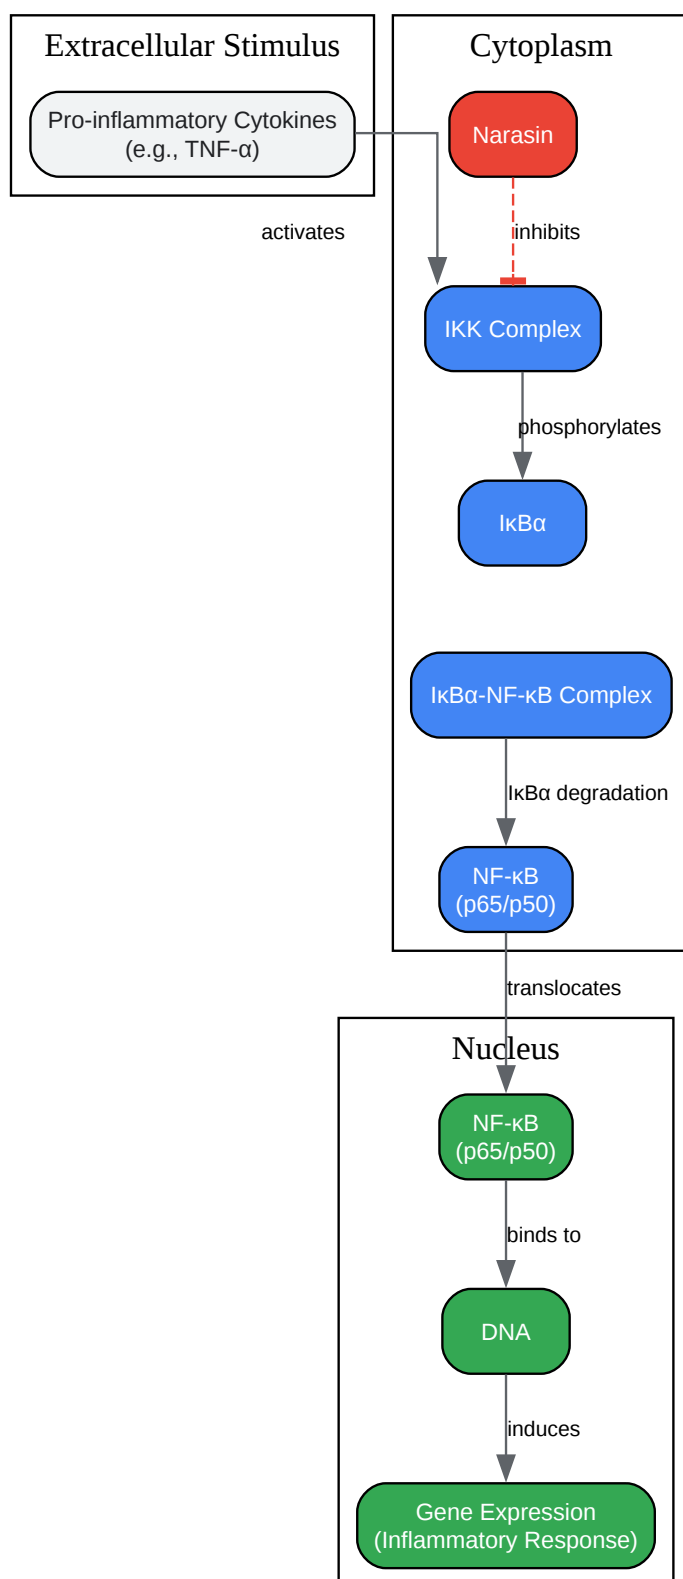 Extracellular Stimulus
Pro-inflammatory Cytokines
(e.g., TNF-α)
activates
Cytoplasm
Narasin
inhibits
IKK Complex
phosphorylates
IκBα
IκBα-NF-κB Complex
IκBα degradation
NF-κB
(p65/p50)
translocates
Nucleus
NF-κB
(p65/p50)
binds to
DNA
induces
Gene Expression
(Inflammatory Response)